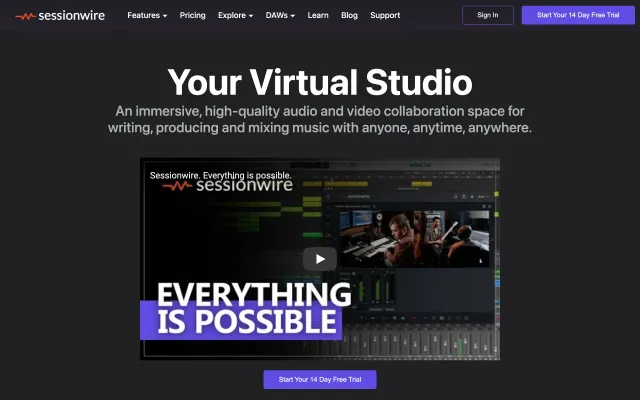 sessionwire
Features
Pricing
Explore
DAWs
Learn
Blog
Support
Sign In
Start Your 14 Day Free Trial
Your Virtual Studio
An immersive, high-quality audio and video collaboration space for
writing, producing and mixing music with anyone, anytime, anywhere.
Sessionwire. Everything is possible.
sessionwire
EVERYTHING
IS POSSIBLE
Start Your 14 Day Free Trial